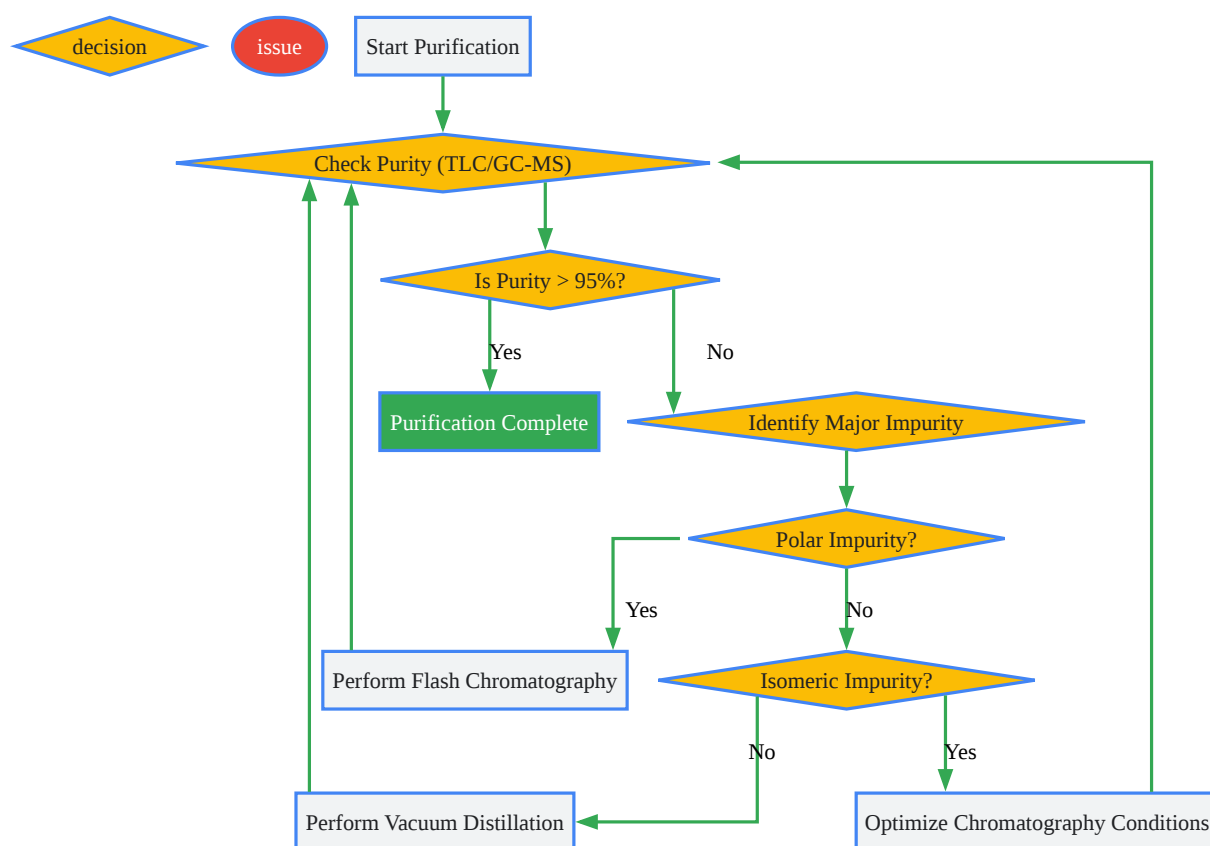 decision
issue
Start Purification
Check Purity (TLC/GC-MS)
Is Purity > 95%?
Yes
No
Purification Complete
Identify Major Impurity
Polar Impurity?
Yes
No
Perform Flash Chromatography
Isomeric Impurity?
No
Yes
Perform Vacuum Distillation
Optimize Chromatography Conditions